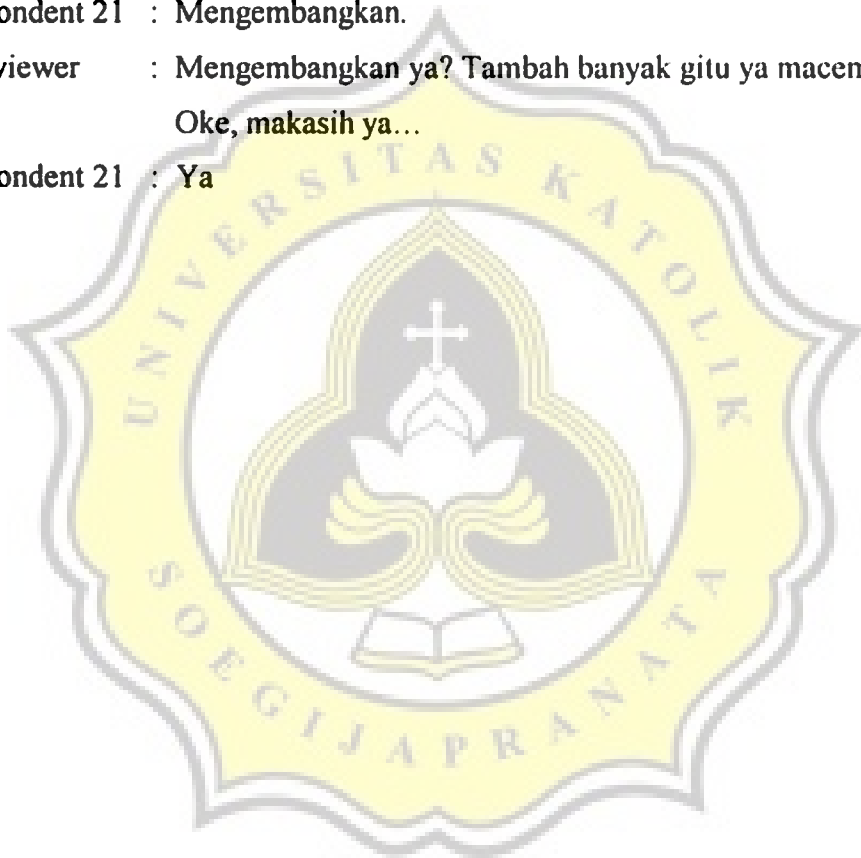 ondent 21 : Mengembangkan.
viewer : Mengembangkan ya? Tambah banyak gitu ya macem
Oke, makasih ya…
ondent 21 : Ya
UNIVERSITAS KATOLIK
SOEGIJAPRANATA